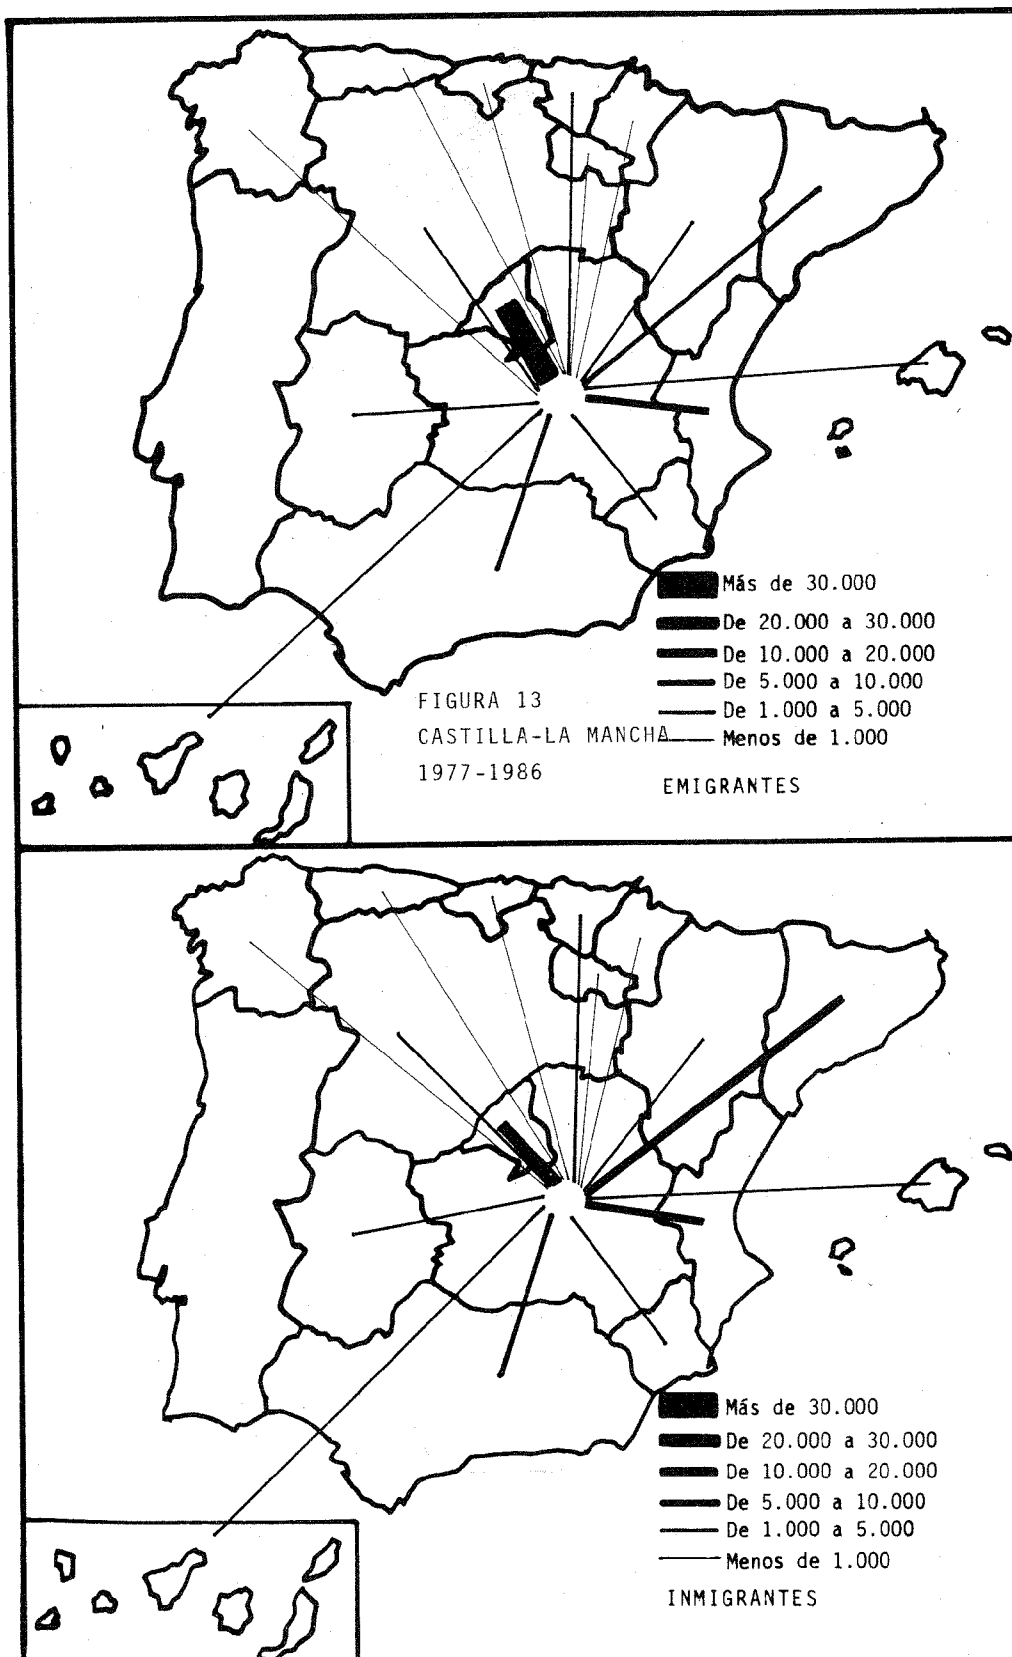 Más de 30.000
De 20.000 a 30.000
De 10.000 a 20.000
De 5.000 a 10.000
De 1.000 a 5.000
Menos de 1.000
FIGURA 13
CASTILLA-LA MANCHA
1977-1986
EMIGRANTES
Más de 30.000
De 20.000 a 30.000
De 10.000 a 20.000
De 5.000 a 10.000
De 1.000 a 5.000
Menos de 1.000
INMIGRANTES